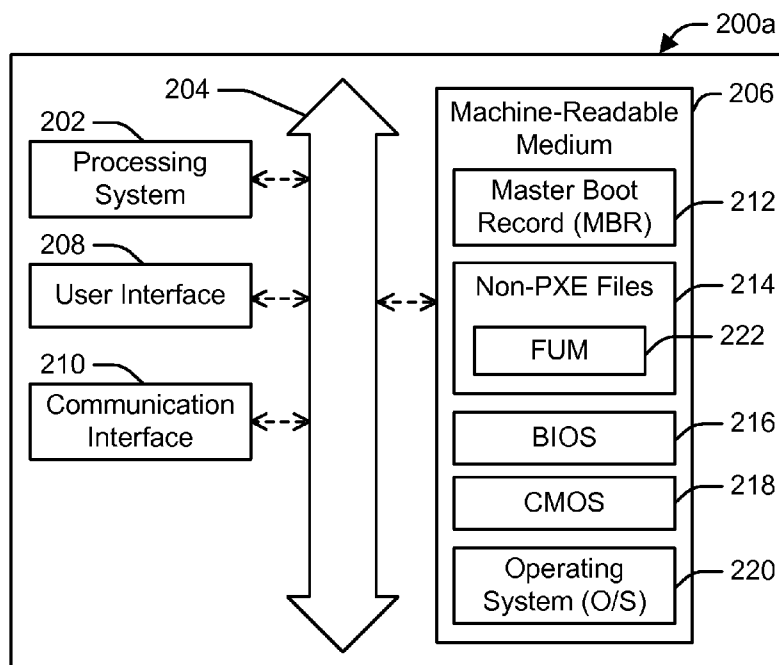 200a
204
202
Processing
System
208
User Interface
210
Communication
Interface
206
Machine-Readable
Medium
Master Boot
Record (MBR)
212
Non-PXE Files
214
FUM
222
BIOS
216
CMOS
218
Operating
System (O/S)
220